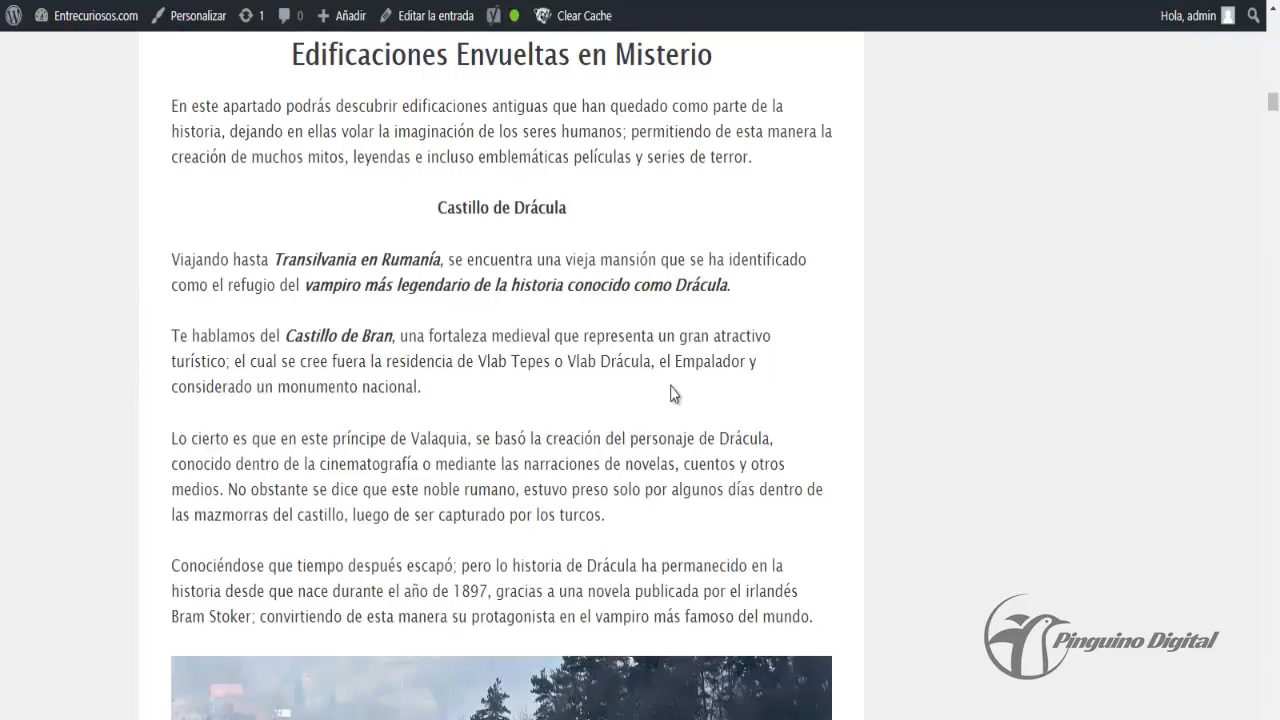 Entrecuriosos.com Personalizar 1 0 Añadir Editar la entrada Clear Cache Hola, admin
Edificaciones Envueltas en Misterio
En este apartado podrás descubrir edificaciones antiguas que han quedado como parte de la
historia, dejando en ellas volar la imaginación de los seres humanos; permitiendo de esta manera la
creación de muchos mitos, leyendas e incluso emblemáticas películas y series de terror.
Castillo de Drácula
Viajando hasta Transilvania en Rumanía, se encuentra una vieja mansión que se ha identificado
como el refugio del vampiro más legendario de la historia conocido como Drácula.
Te hablamos del Castillo de Bran, una fortaleza medieval que representa un gran atractivo
turístico; el cual se cree fuera la residencia de Vlab Tepes o Vlab Drácula, el Empalador y
considerado un monumento nacional.
Lo cierto es que en este príncipe de Valaquia, se basó la creación del personaje de Drácula,
conocido dentro de la cinematografía o mediante las narraciones de novelas, cuentos y otros
medios. No obstante se dice que este noble rumano, estuvo preso solo por algunos días dentro de
las mazmorras del castillo, luego de ser capturado por los turcos.
Conociéndose que tiempo después escapó; pero lo historia de Drácula ha permanecido en la
historia desde que nace durante el año de 1897, gracias a una novela publicada por el irlandés
Bram Stoker; convirtiendo de esta manera su protagonista en el vampiro más famoso del mundo.
Pinguino Digital